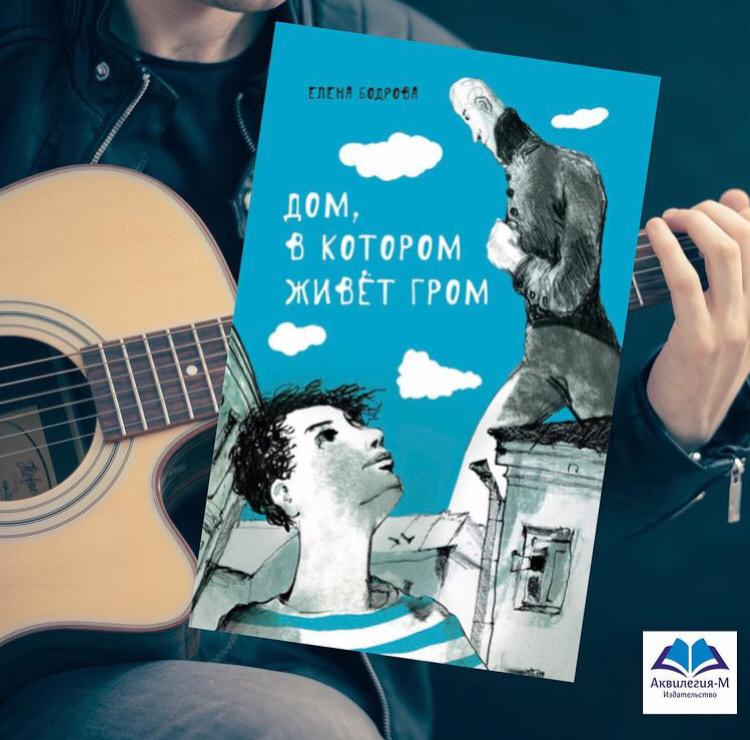 ЕЛЕНА БОДРОВА
ДОМ,
В КОТОРОМ
ЖИВЁТ ГРОМ
Аквилегия-М
Издательство